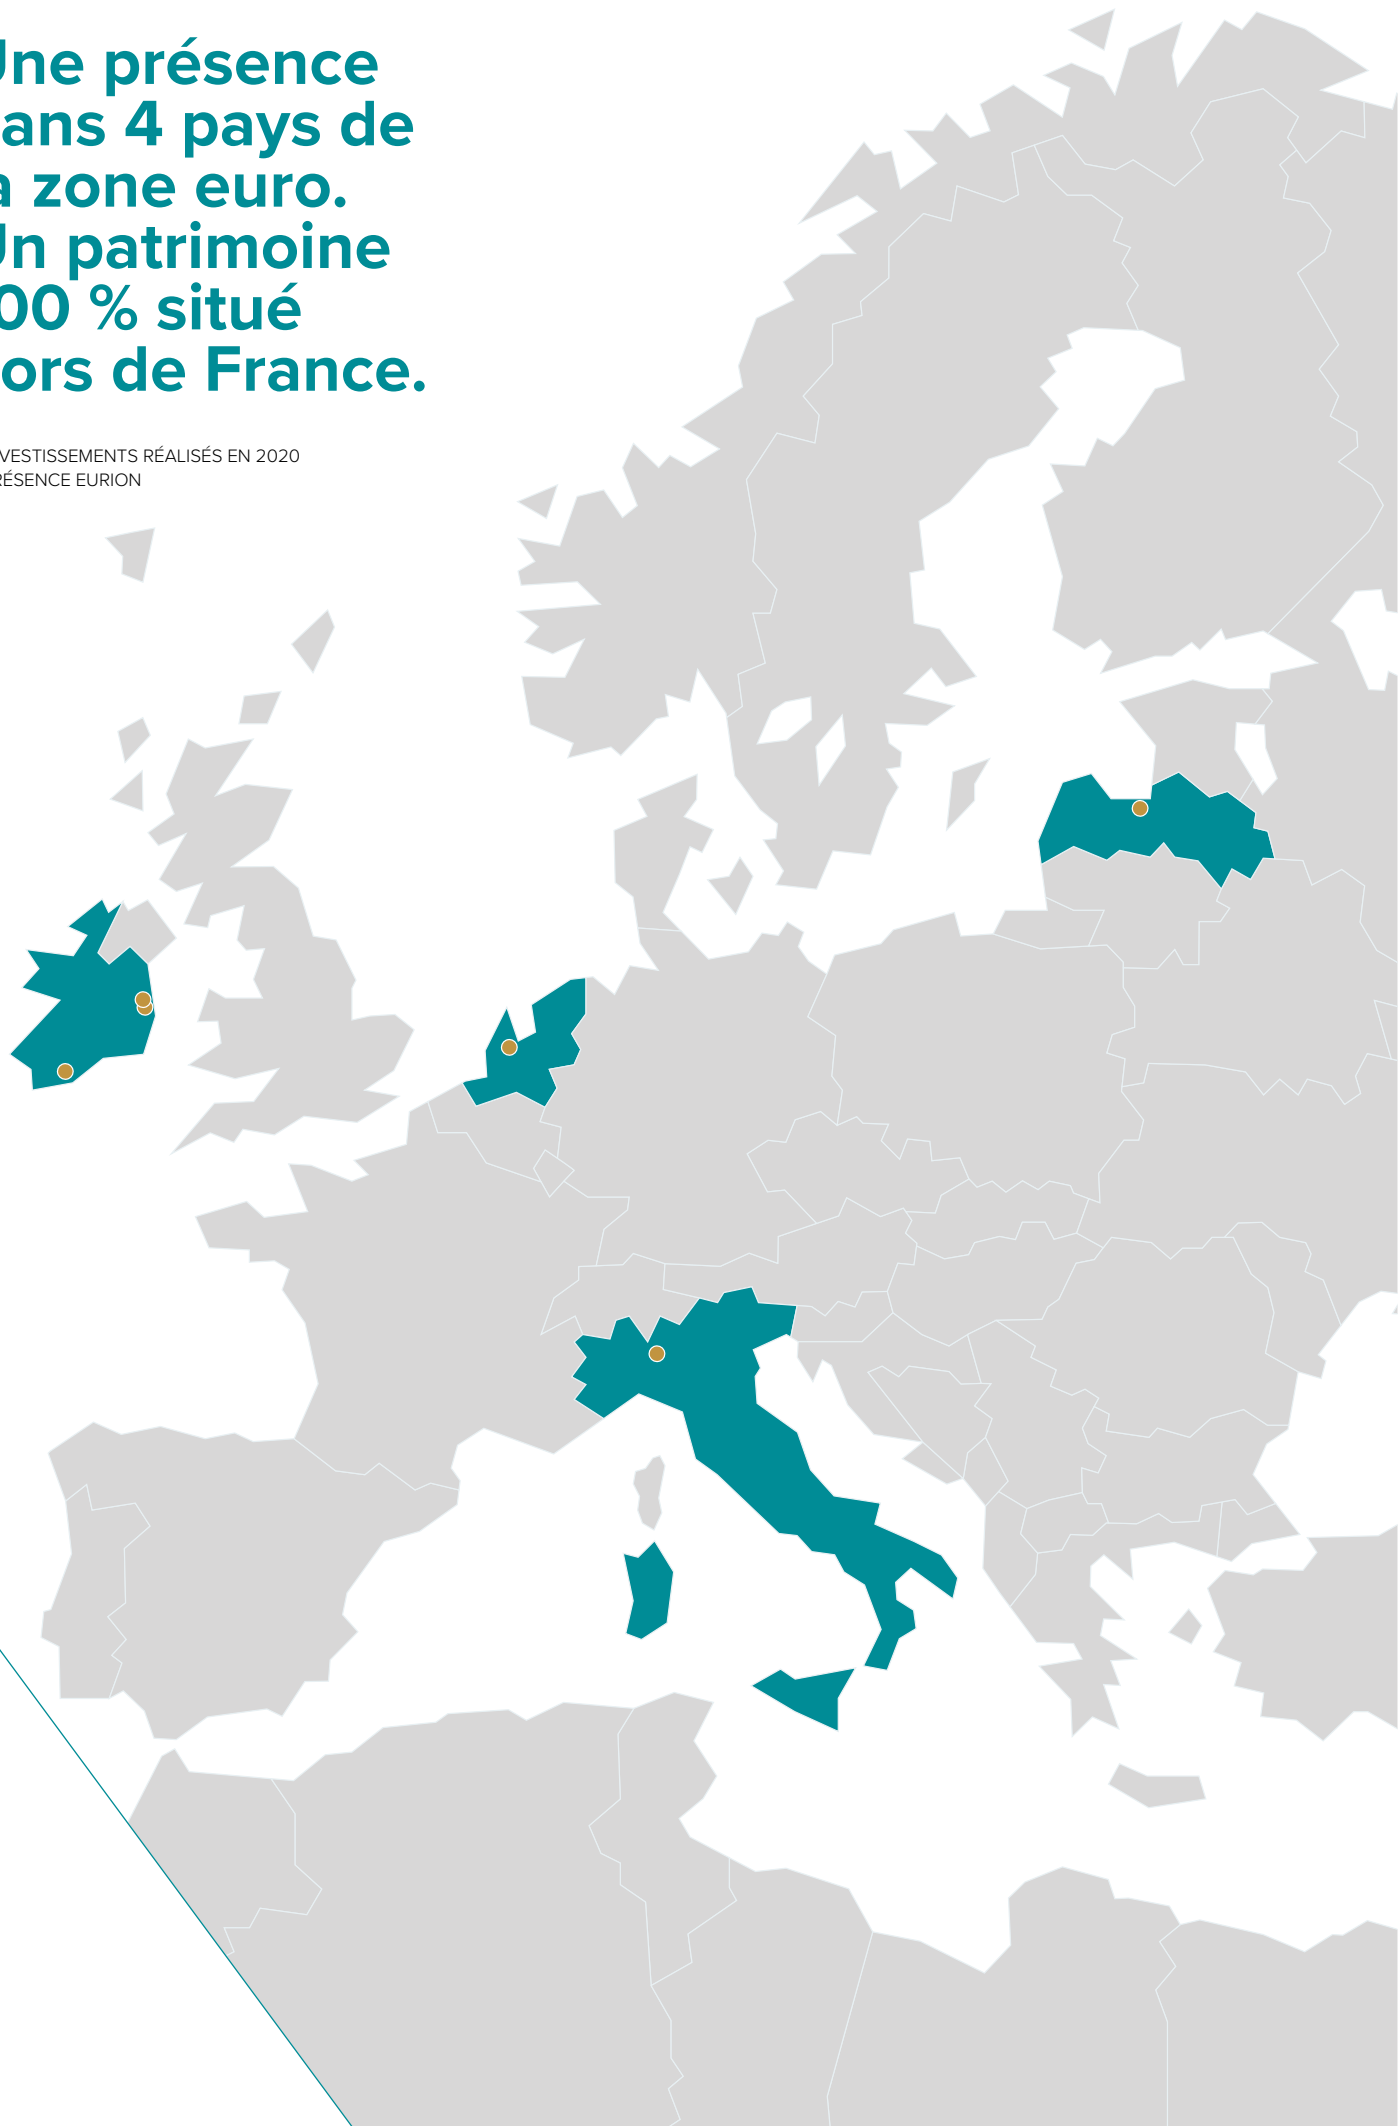 Une présence
ans 4 pays de
a zone euro.
Un patrimoine
00 % situé
ors de France.
VESTISSEMENTS RÉALISÉS EN 2020
RÉSENCE EURION